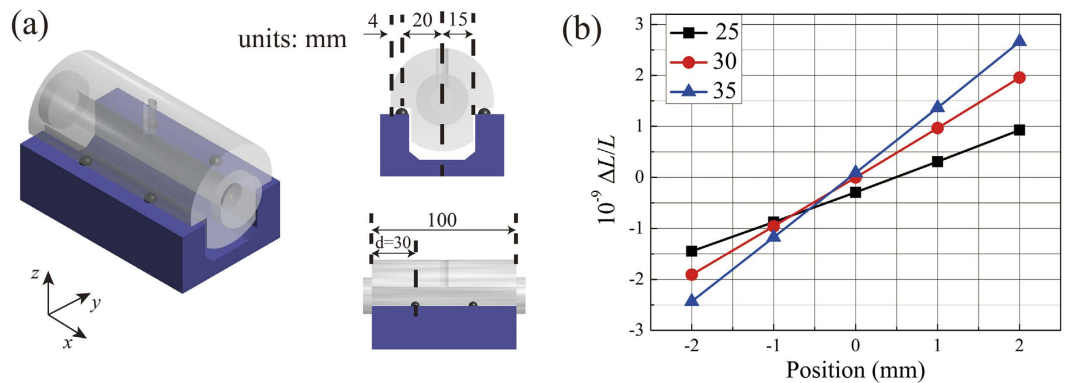 (a)
units: mm
4
20
15
100
d=30
z
y
x
(b)
10⁻⁹ ΔL/L
3
2
1
0
-1
-2
-3
25
30
35
-2
-1
0
1
2
Position (mm)